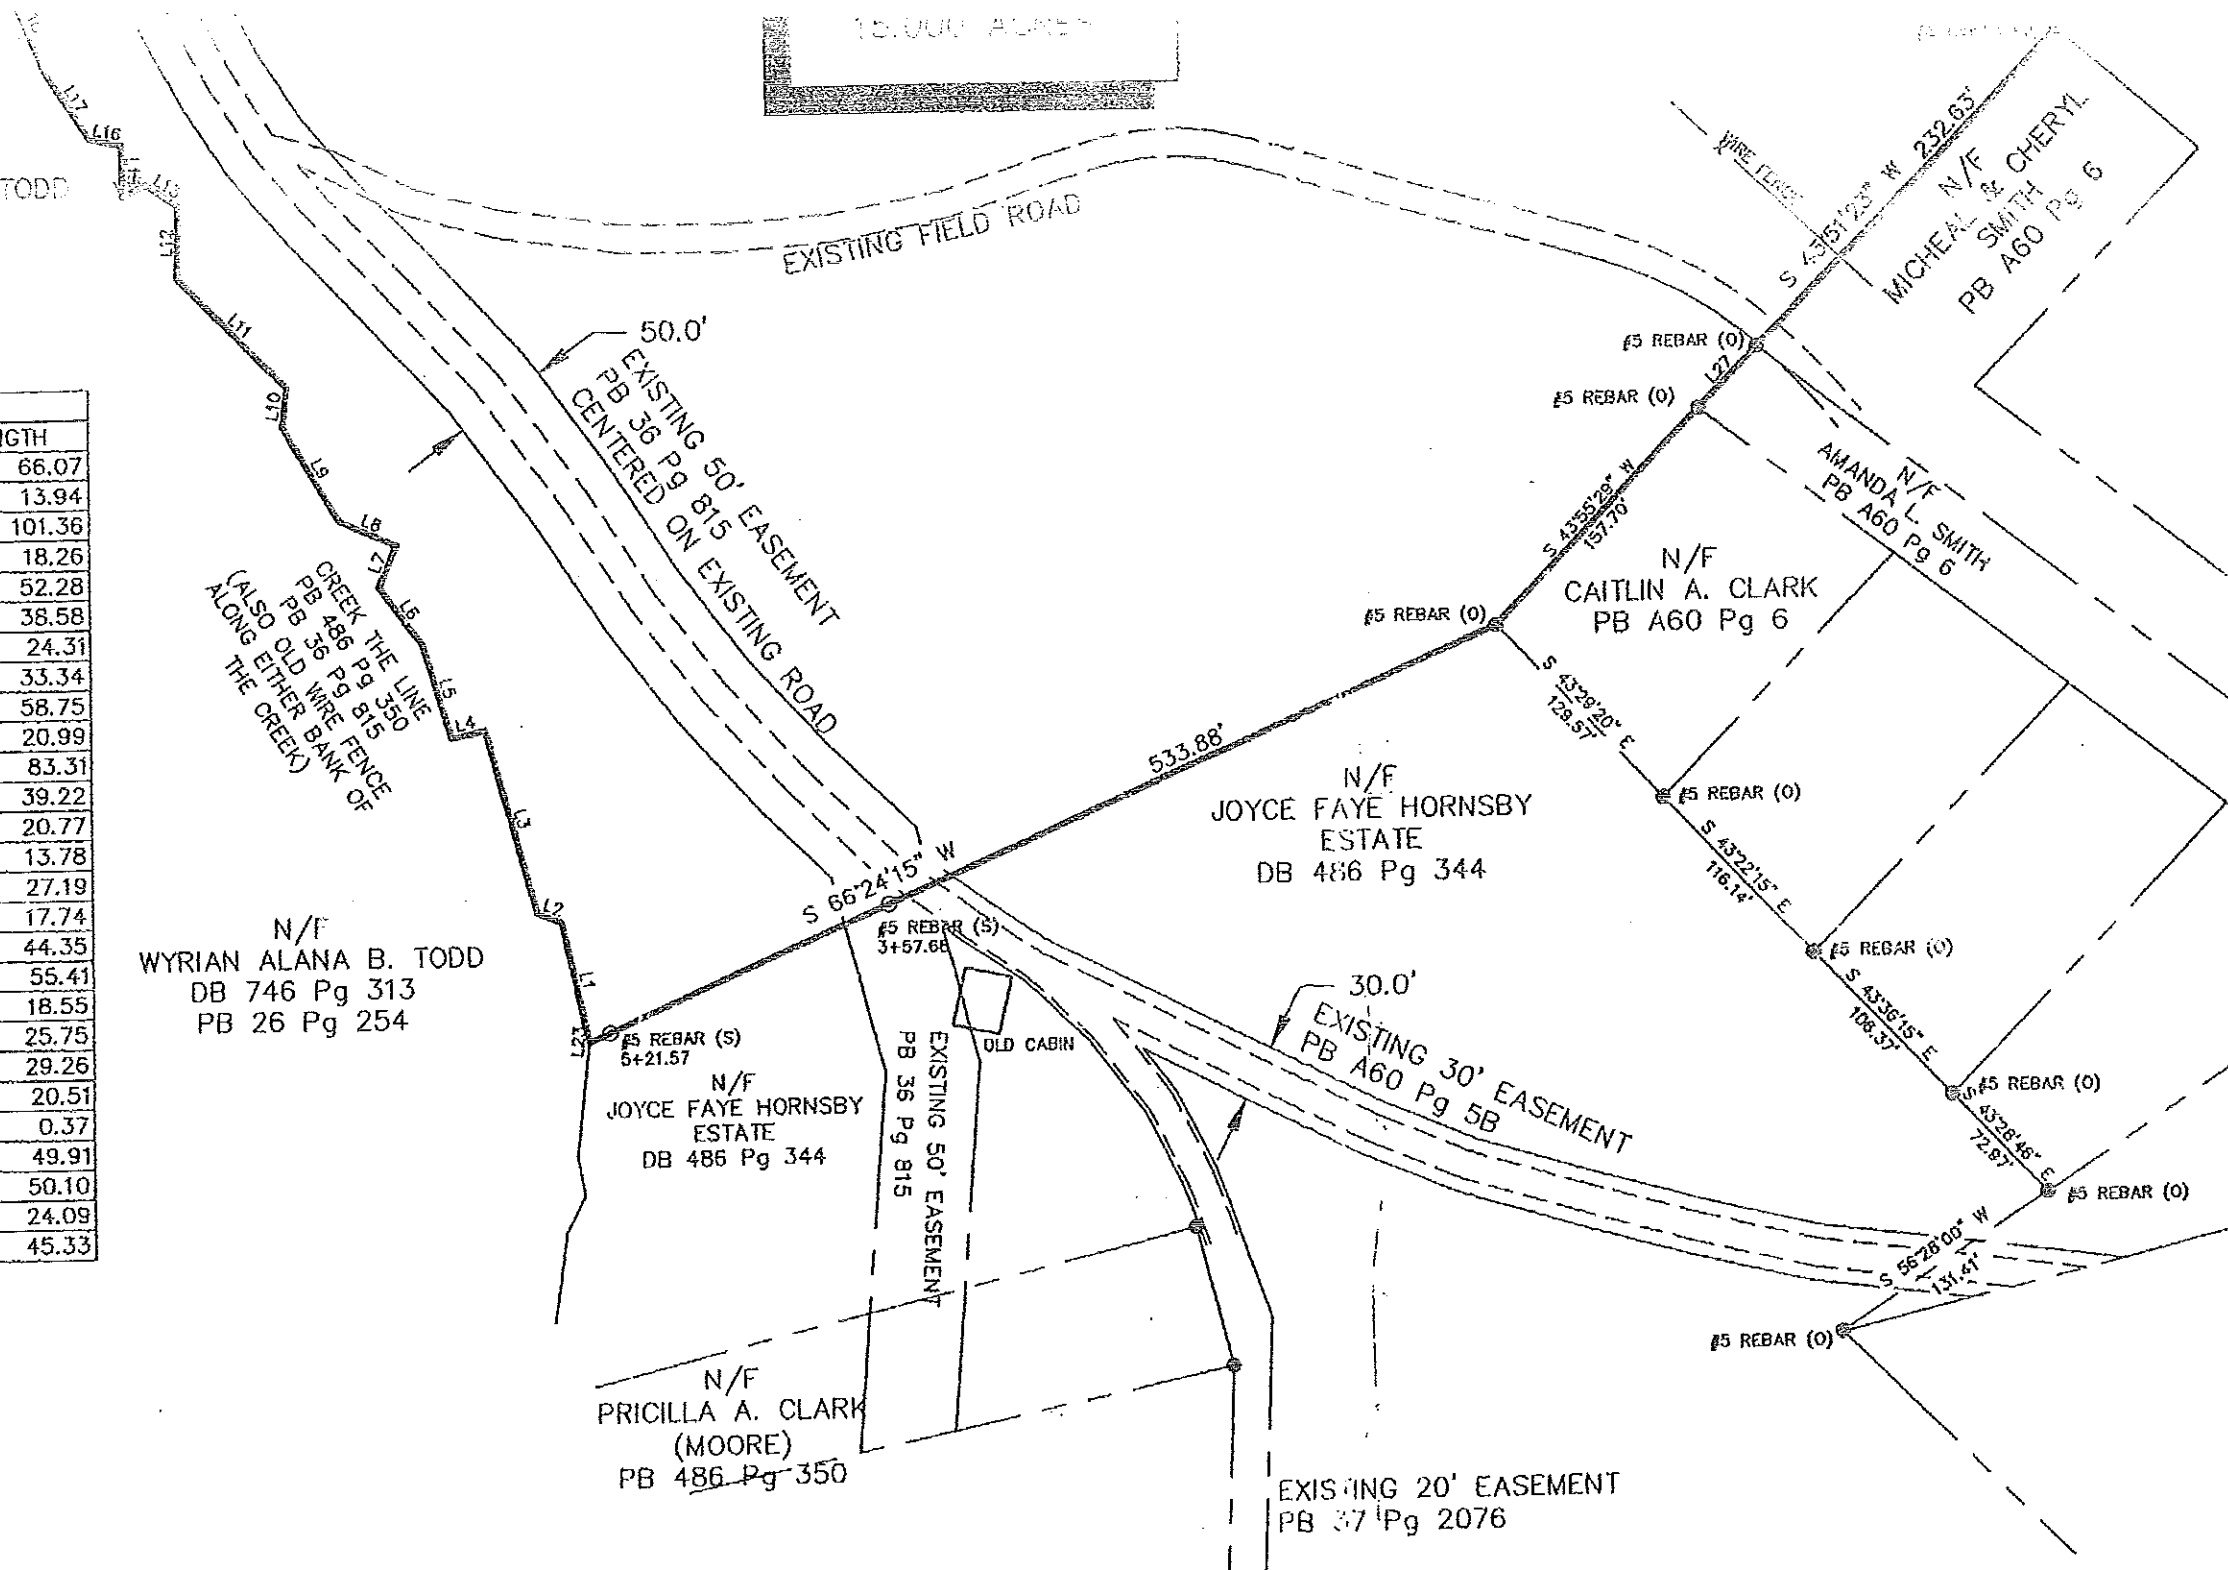 15.000 ACRES
L17
L16
L13
L12
L11
L10
L9
L8
L7
L6
L5
L4
L3
L2
L1
L27
TODD
EXISTING FIELD ROAD
50.0'
EXISTING 50' EASEMENT
PB 36 Pg 815
CENTERED ON EXISTING ROAD
WIRE FENCE
S 43°51'23" W 232.63'
N/F
MICHEAL & CHERYL
SMITH
PB A60 Pg 6
#5 REBAR (O)
L27
#5 REBAR (O)
N/F
AMANDA L. SMITH
PB A60 Pg 6
S 43°55'29" W
157.70'
N/F
CAITLIN A. CLARK
PB A60 Pg 6
#5 REBAR (O)
S 43°29'20" E
129.57'
#5 REBAR (O)
S 43°22'15" E
116.14'
#5 REBAR (O)
S 43°36'15" E
108.37'
#5 REBAR (O)
S 43°28'46" E
72.97'
#5 REBAR (O)
S 56°28'00" W
131.41'
#5 REBAR (O)
NGTH
66.07
13.94
101.36
18.26
52.28
38.58
24.31
33.34
58.75
20.99
83.31
39.22
20.77
13.78
27.19
17.74
44.35
55.41
18.55
25.75
29.26
20.51
0.37
49.91
50.10
24.09
45.33
CREEK THE LINE
PB 486 Pg 350
PB 36 Pg 815
(ALSO OLD WIRE FENCE
ALONG EITHER BANK OF
THE CREEK)
533.88'
S 66°24'15" W
#5 REBAR (S)
3+57.68
N/F
JOYCE FAYE HORNSBY
ESTATE
DB 486 Pg 344
N/F
WYRIAN ALANA B. TODD
DB 746 Pg 313
PB 26 Pg 254
#5 REBAR (S)
5+21.57
N/F
JOYCE FAYE HORNSBY
ESTATE
DB 486 Pg 344
OLD CABIN
EXISTING 50' EASEMENT
PB 36 Pg 815
30.0'
EXISTING 30' EASEMENT
PB A60 Pg 5B
N/F
PRICILLA A. CLARK
(MOORE)
PB 486 Pg 350
EXISTING 20' EASEMENT
PB 37 Pg 2076